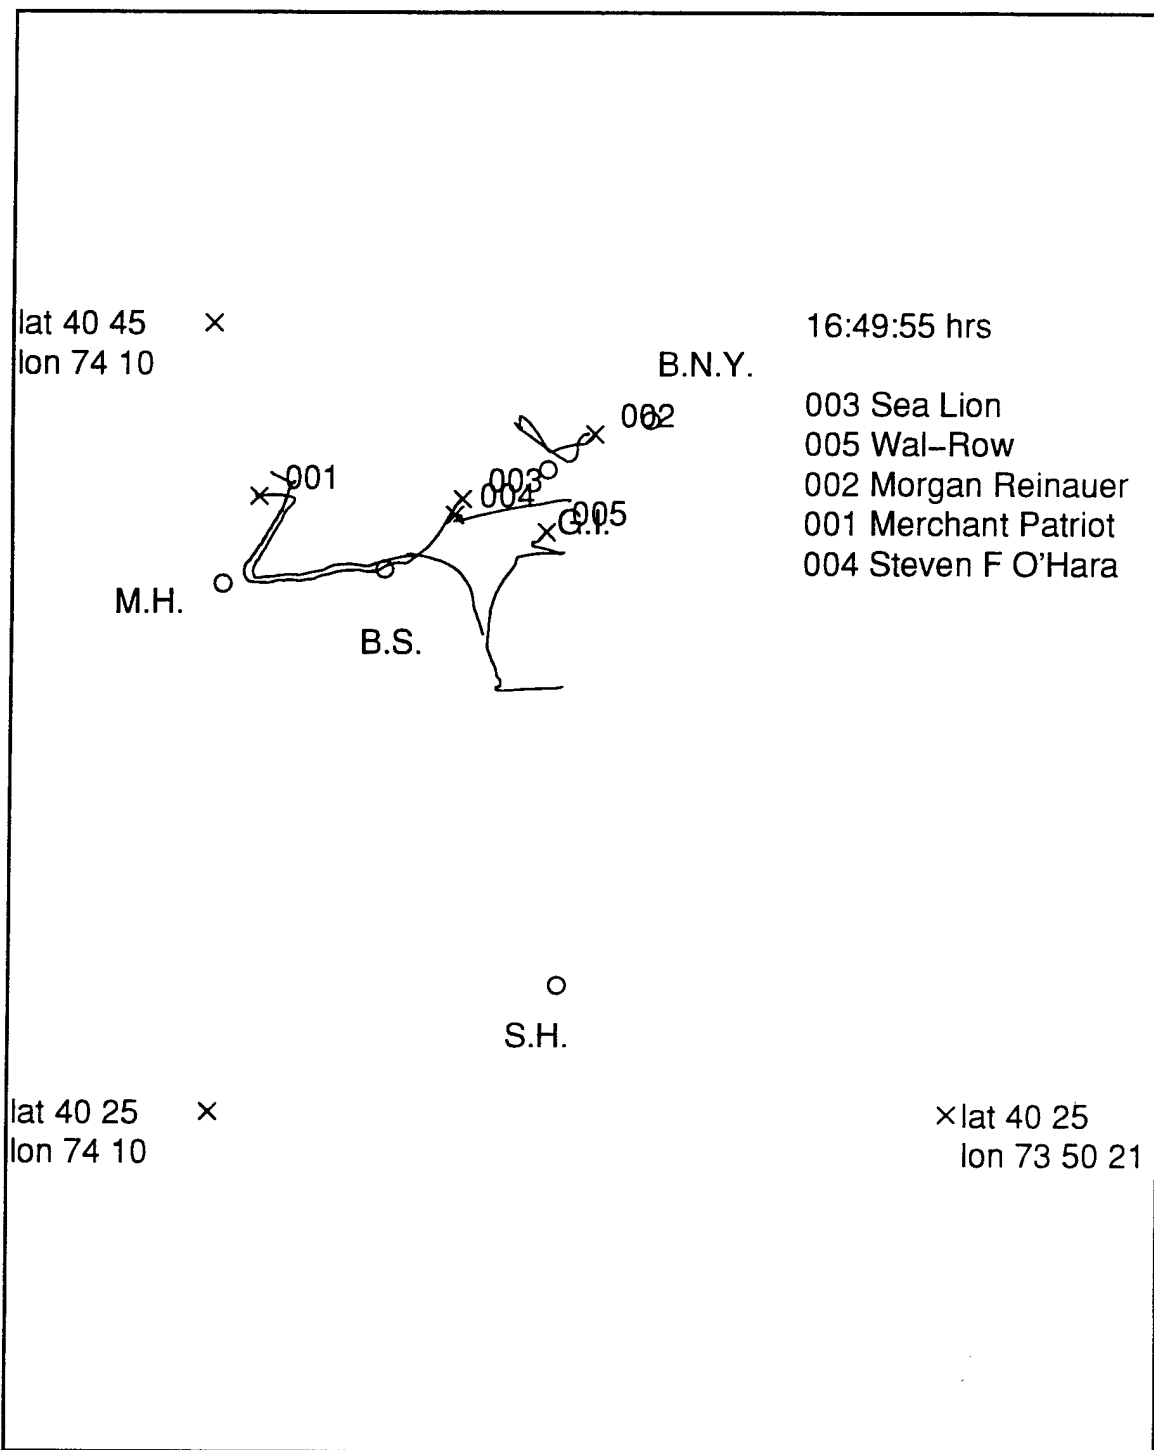 lat 40 45
lon 74 10
16:49:55 hrs
B.N.Y.
003 Sea Lion
005 Wal-Row
002 Morgan Reinauer
001 Merchant Patriot
004 Steven F O'Hara
002
001
003
004
005
G.I.
M.H.
B.S.
S.H.
lat 40 25
lon 74 10
lat 40 25
lon 73 50 21